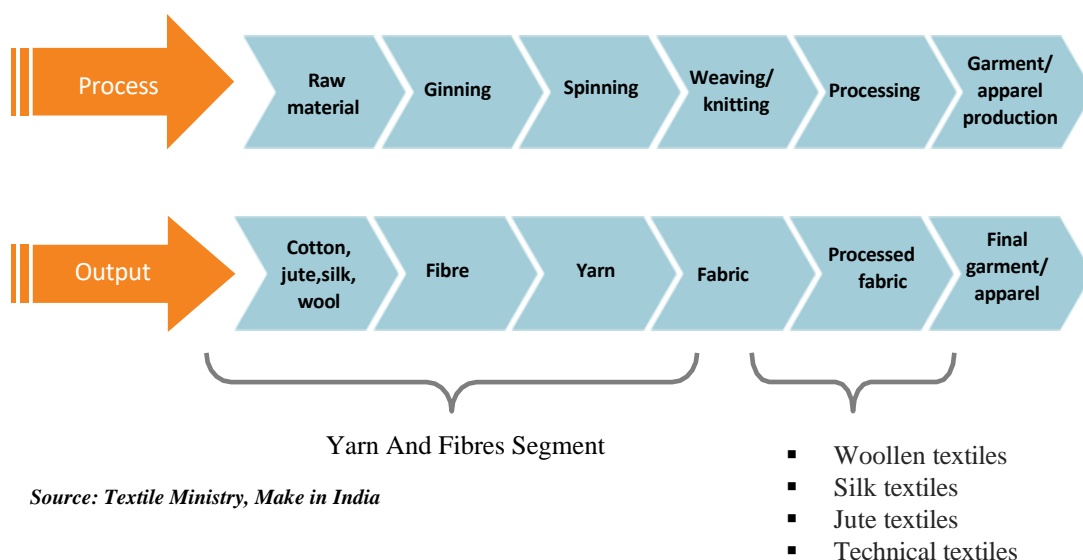 Process
Raw
material
Ginning
Spinning
Weaving/
knitting
Processing
Garment/
apparel
production
Output
Cotton,
jute,silk,
wool
Fibre
Yarn
Fabric
Processed
fabric
Final
garment/
apparel
Yarn And Fibres Segment
Source: Textile Ministry, Make in India
▪ Woollen textiles
▪ Silk textiles
▪ Jute textiles
▪ Technical textiles